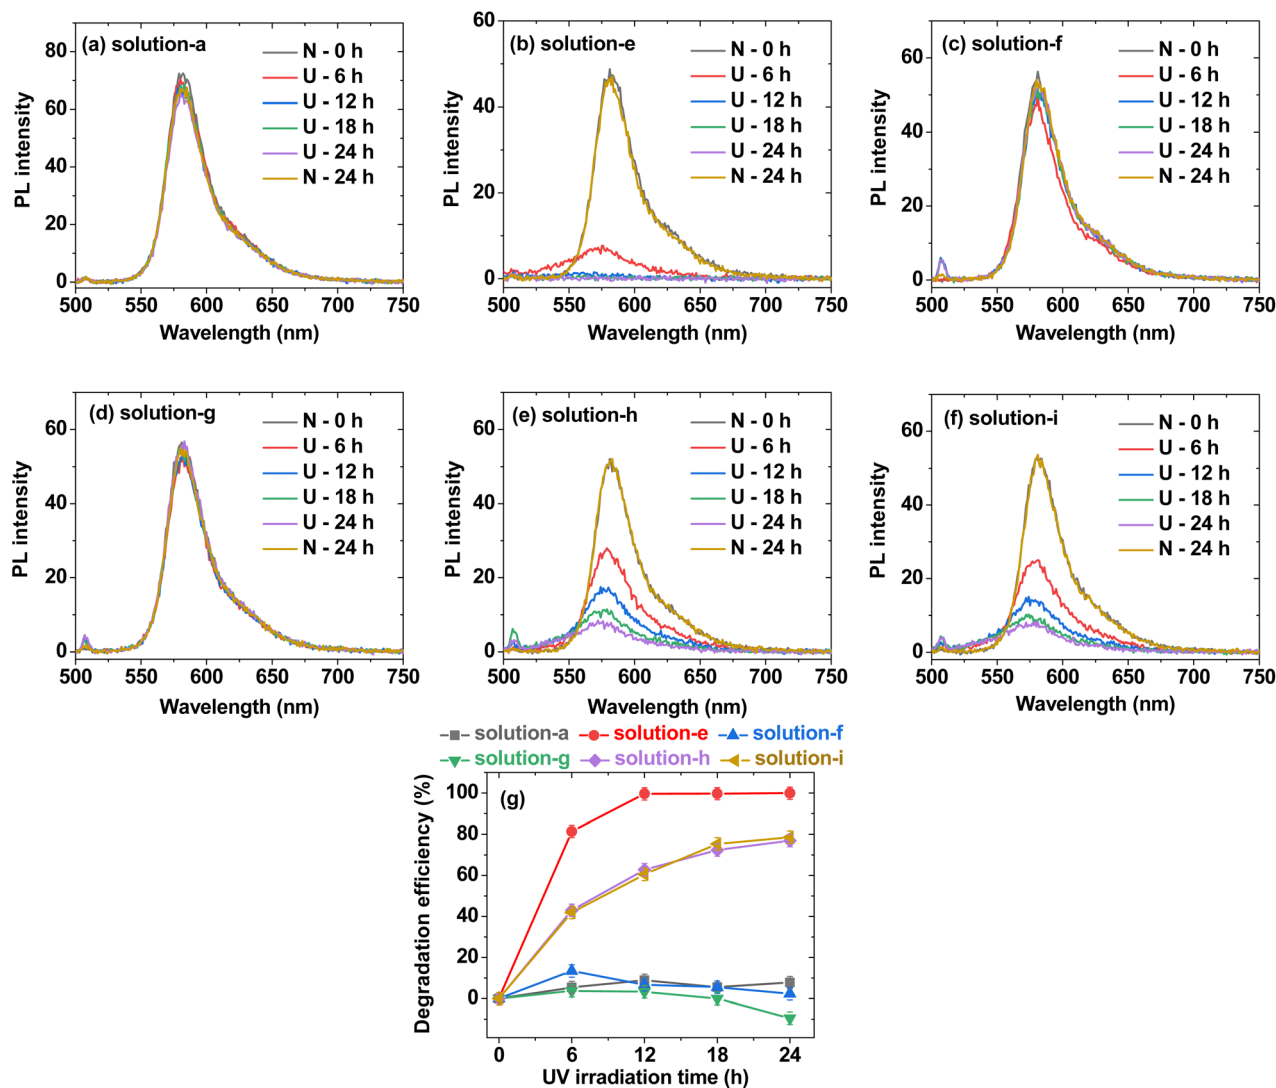 (a) solution-a
N - 0 h
U - 6 h
U - 12 h
U - 18 h
U - 24 h
N - 24 h
PL intensity
80
60
40
20
0
500 550 600 650 700 750
Wavelength (nm)
(b) solution-e
N - 0 h
U - 6 h
U - 12 h
U - 18 h
U - 24 h
N - 24 h
PL intensity
60
40
20
0
500 550 600 650 700 750
Wavelength (nm)
(c) solution-f
N - 0 h
U - 6 h
U - 12 h
U - 18 h
U - 24 h
N - 24 h
PL intensity
60
40
20
0
500 550 600 650 700 750
Wavelength (nm)
(d) solution-g
N - 0 h
U - 6 h
U - 12 h
U - 18 h
U - 24 h
N - 24 h
PL intensity
60
40
20
0
500 550 600 650 700 750
Wavelength (nm)
(e) solution-h
N - 0 h
U - 6 h
U - 12 h
U - 18 h
U - 24 h
N - 24 h
PL intensity
60
40
20
0
500 550 600 650 700 750
Wavelength (nm)
(f) solution-i
N - 0 h
U - 6 h
U - 12 h
U - 18 h
U - 24 h
N - 24 h
PL intensity
60
40
20
0
500 550 600 650 700 750
Wavelength (nm)
solution-a solution-e solution-f
solution-g solution-h solution-i
(g)
Degradation efficiency (%)
100
80
60
40
20
0
0 6 12 18 24
UV irradiation time (h)